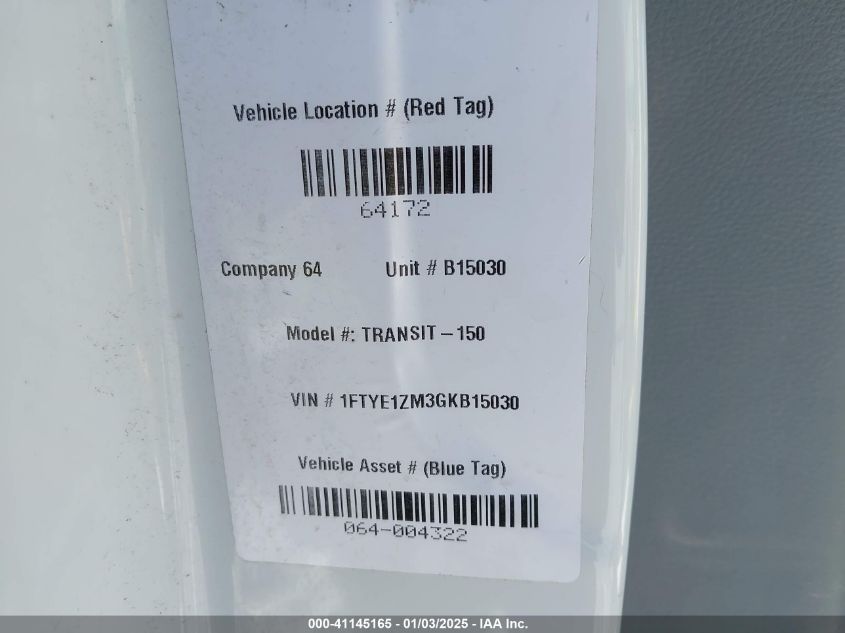 Vehicle Location # (Red Tag)
64172
Company 64 Unit # B15030
Model #: TRANSIT-150
VIN # 1FTYE1ZM3GKB15030
Vehicle Asset # (Blue Tag)
064-004322
000-41145165 - 01/03/2025 - IAA Inc.